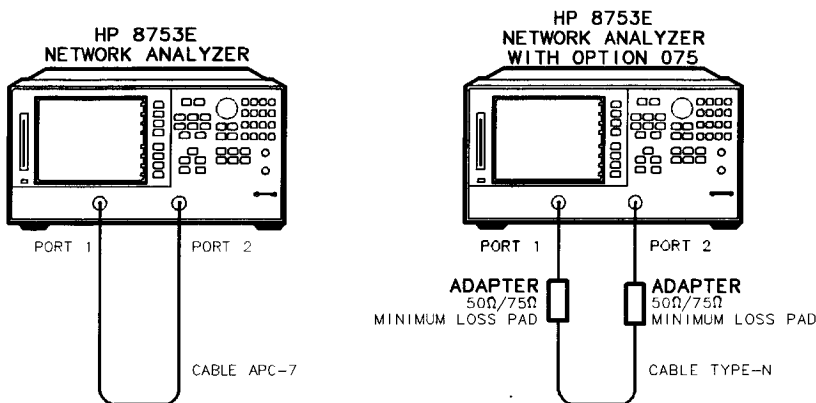 HP 8753E
NETWORK ANALYZER
PORT 1
PORT 2
CABLE APC-7
HP 8753E
NETWORK ANALYZER
WITH OPTION 075
PORT 1
PORT 2
ADAPTER
50Ω/75Ω
MINIMUM LOSS PAD
ADAPTER
50Ω/75Ω
MINIMUM LOSS PAD
CABLE TYPE-N